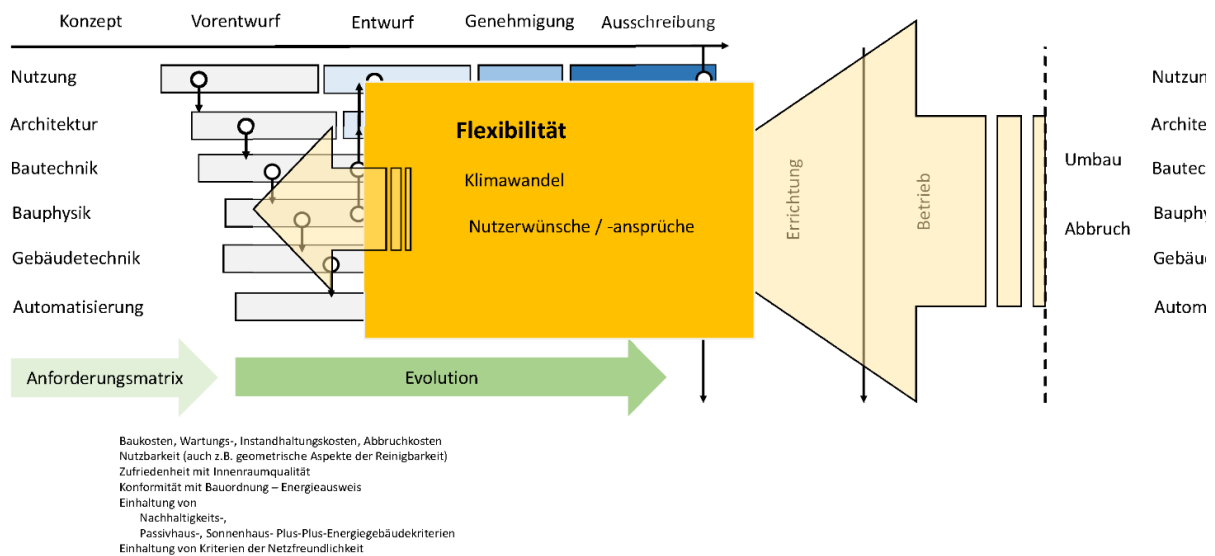 Konzept Vorentwurf Entwurf Genehmigung Ausschreibung
Nutzung
Architektur
Bautechnik
Bauphysik
Gebäudetechnik
Automatisierung
Flexibilität
Klimawandel
Nutzerwünsche / -ansprüche
Errichtung
Betrieb
Umbau
Abbruch
Nutzun
Archite
Bautec
Bauphy
Gebäud
Autom
Anforderungsmatrix
Evolution
Baukosten, Wartungs-, Instandhaltungskosten, Abbruchkosten
Nutzbarkeit (auch z.B. geometrische Aspekte der Reinigbarkeit)
Zufriedenheit mit Innenraumqualität
Konformität mit Bauordnung – Energieausweis
Einhaltung von
Nachhaltigkeits-,
Passivhaus-, Sonnenhaus- Plus-Plus-Energiegebäudekriterien
Einhaltung von Kriterien der Netzfreundlichkeit